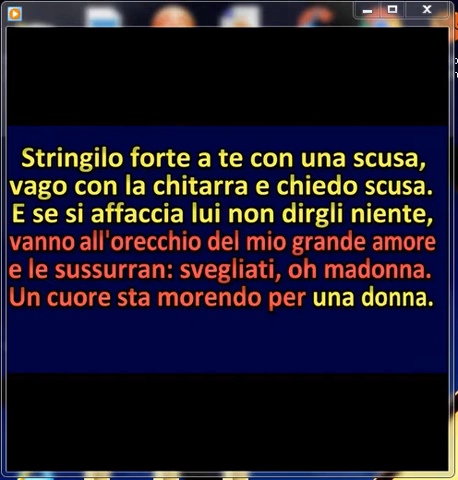 Stringilo forte a te con una scusa,
vago con la chitarra e chiedo scusa.
E se si affaccia lui non dirgli niente,
vanno all'orecchio del mio grande amore
e le sussurran: svegliati, oh madonna.
Un cuore sta morendo per una donna.